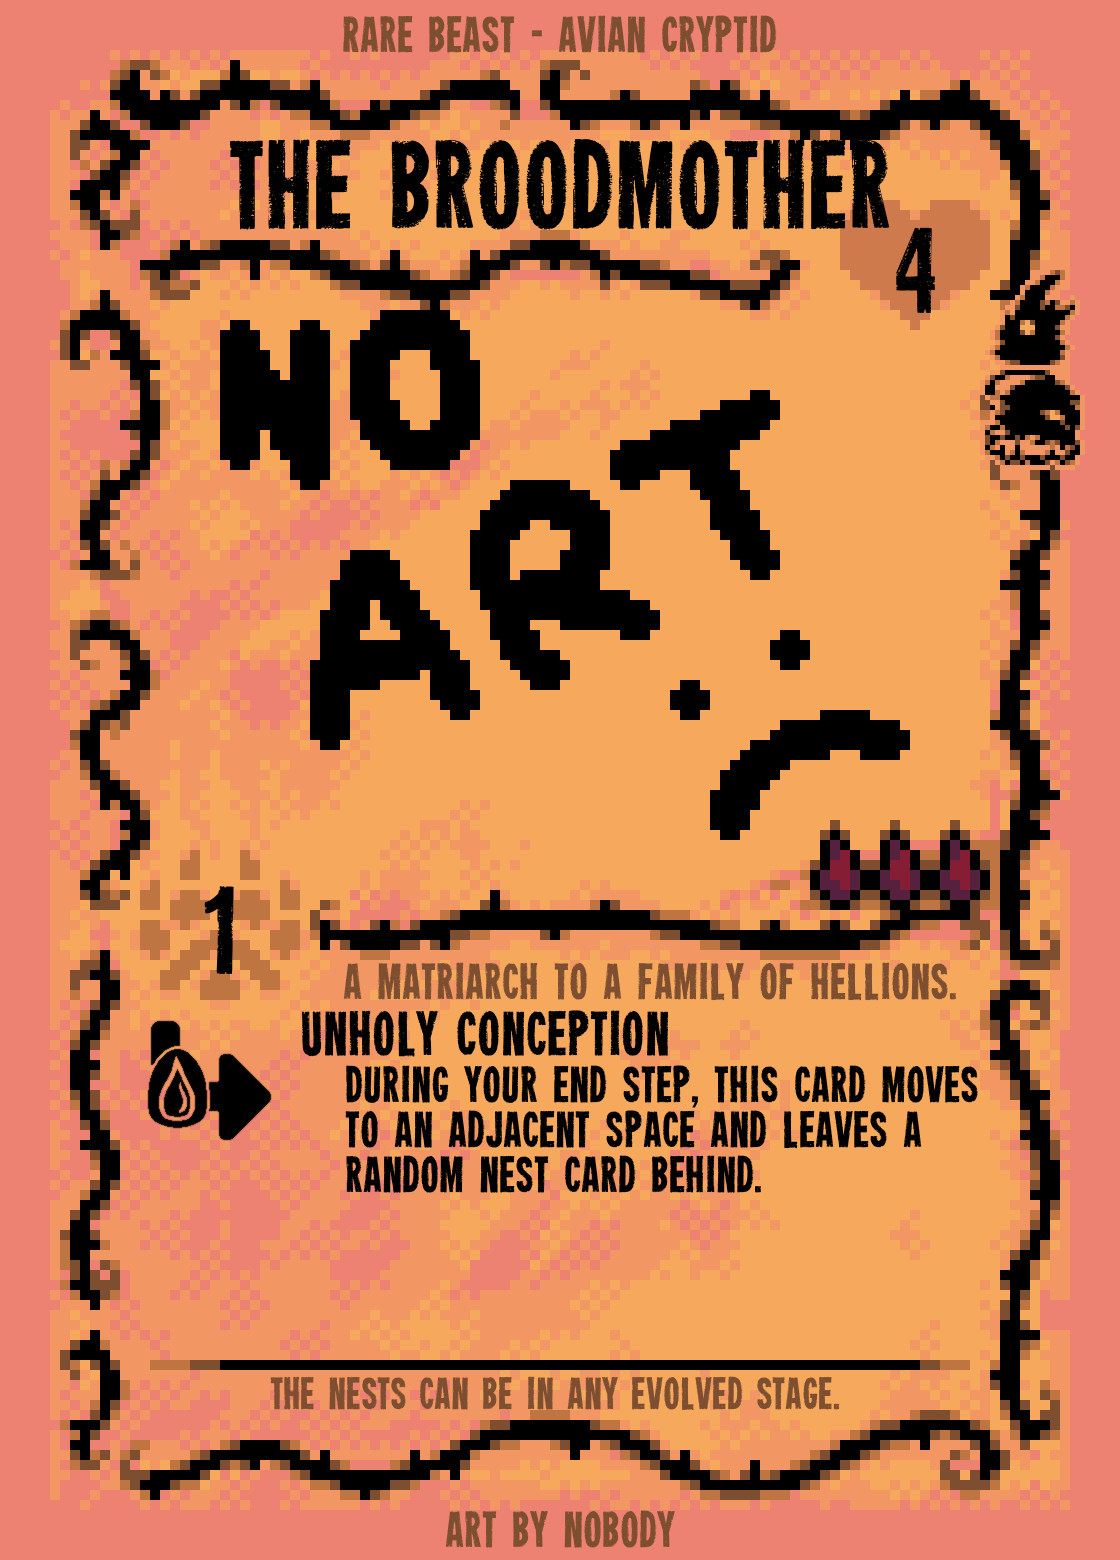 RARE BEAST - AVIAN CRYPTID
THE BROODMOTHER
4
NO
ART
:(
1
A MATRIARCH TO A FAMILY OF HELLIONS.
UNHOLY CONCEPTION
DURING YOUR END STEP, THIS CARD MOVES
TO AN ADJACENT SPACE AND LEAVES A
RANDOM NEST CARD BEHIND.
THE NESTS CAN BE IN ANY EVOLVED STAGE.
ART BY NOBODY